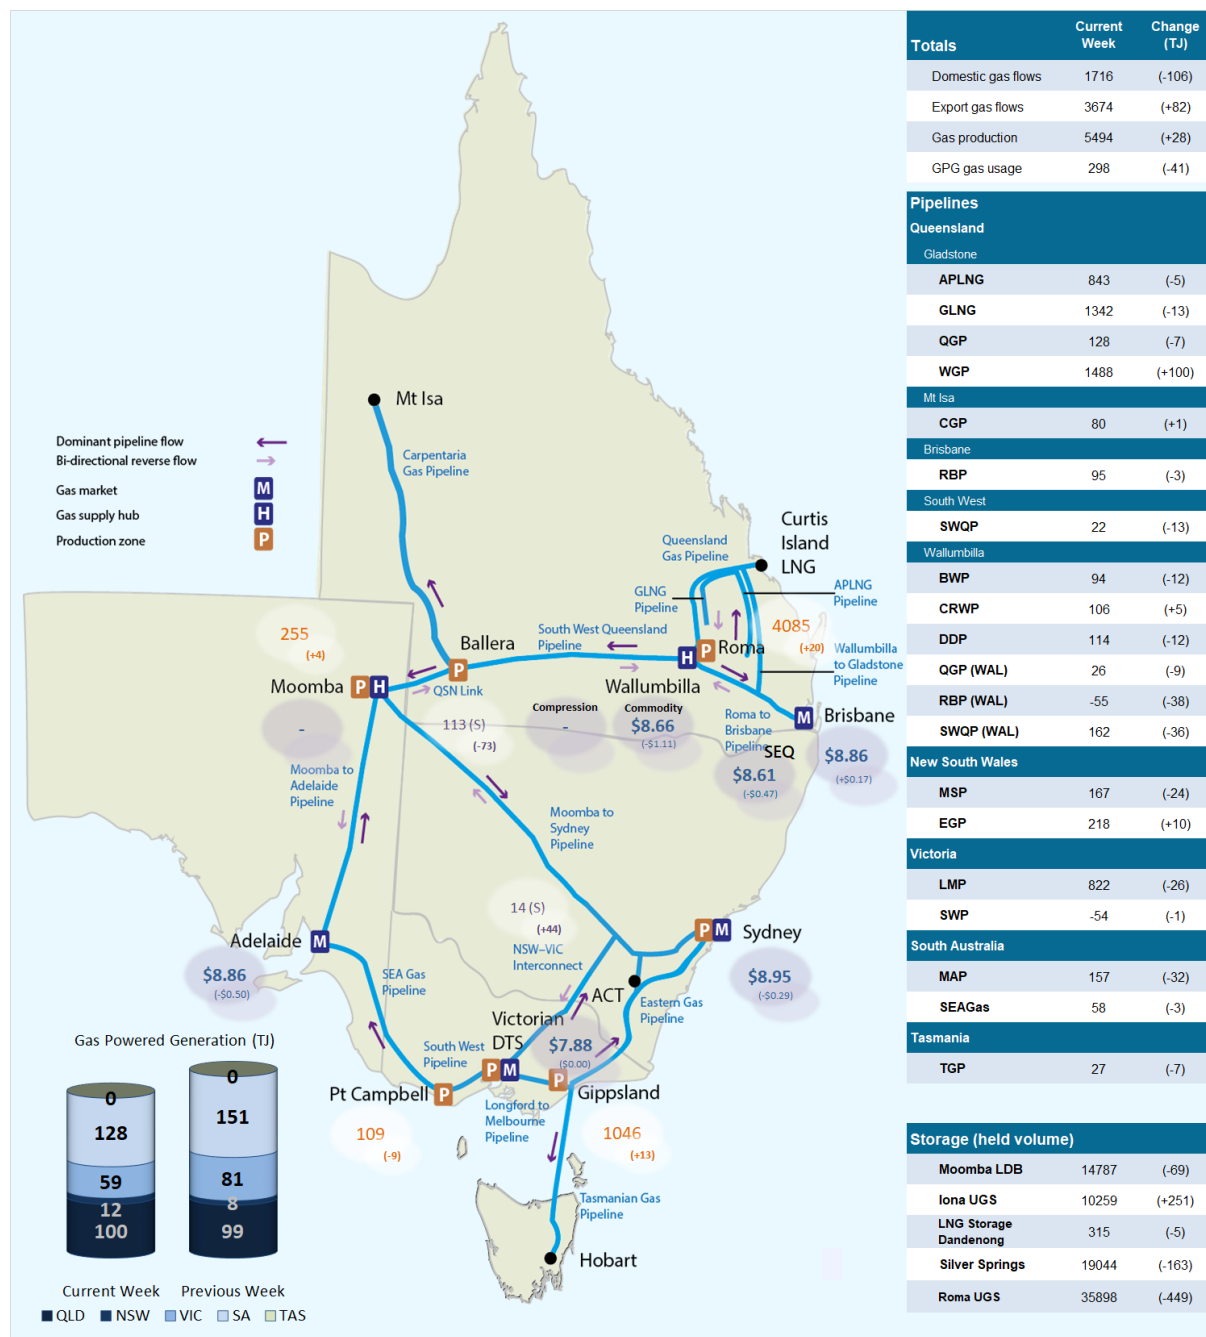 Dominant pipeline flow
Bi-directional reverse flow
Gas market M
Gas supply hub H
Production zone P
Mt Isa
Carpentaria
Gas Pipeline
Curtis
Island
LNG
Queensland
Gas Pipeline
GLNG
Pipeline
APLNG
Pipeline
255
(+4)
4085
(+20)
Ballera
P
South West Queensland
Pipeline
H P Roma
Wallumbilla
Wallumbilla
to Gladstone
Pipeline
Moomba P H
QSN Link
-
113 (S)
(-73)
Compression
-
Commodity
$8.66
(-$1.11)
Roma to
Brisbane
Pipeline
M Brisbane
SEQ
$8.61
(-$0.47)
$8.86
(+$0.17)
Moomba to
Adelaide
Pipeline
Moomba to
Sydney
Pipeline
14 (S)
(+44)
NSW–VIC
Interconnect
Adelaide M
$8.86
(-$0.50)
P M Sydney
$8.95
(-$0.29)
SEA Gas
Pipeline
ACT
Eastern Gas
Pipeline
Victorian
DTS
$7.88
($0.00)
South West
Pipeline
P M
P
Gippsland
Pt Campbell P
Longford to
Melbourne
Pipeline
109
(-9)
1046
(+13)
Tasmanian Gas
Pipeline
Hobart
Gas Powered Generation (TJ)
0
128
59
12
100
0
151
81
8
99
Current Week Previous Week
QLD NSW VIC SA TAS
Totals Current Week Change (TJ)
Domestic gas flows 1716 (-106)
Export gas flows 3674 (+82)
Gas production 5494 (+28)
GPG gas usage 298 (-41)
Pipelines
Queensland
Gladstone
APLNG 843 (-5)
GLNG 1342 (-13)
QGP 128 (-7)
WGP 1488 (+100)
Mt Isa
CGP 80 (+1)
Brisbane
RBP 95 (-3)
South West
SWQP 22 (-13)
Wallumbilla
BWP 94 (-12)
CRWP 106 (+5)
DDP 114 (-12)
QGP (WAL) 26 (-9)
RBP (WAL) -55 (-38)
SWQP (WAL) 162 (-36)
New South Wales
MSP 167 (-24)
EGP 218 (+10)
Victoria
LMP 822 (-26)
SWP -54 (-1)
South Australia
MAP 157 (-32)
SEAGas 58 (-3)
Tasmania
TGP 27 (-7)
Storage (held volume)
Moomba LDB 14787 (-69)
Iona UGS 10259 (+251)
LNG Storage
Dandenong 315 (-5)
Silver Springs 19044 (-163)
Roma UGS 35898 (-449)